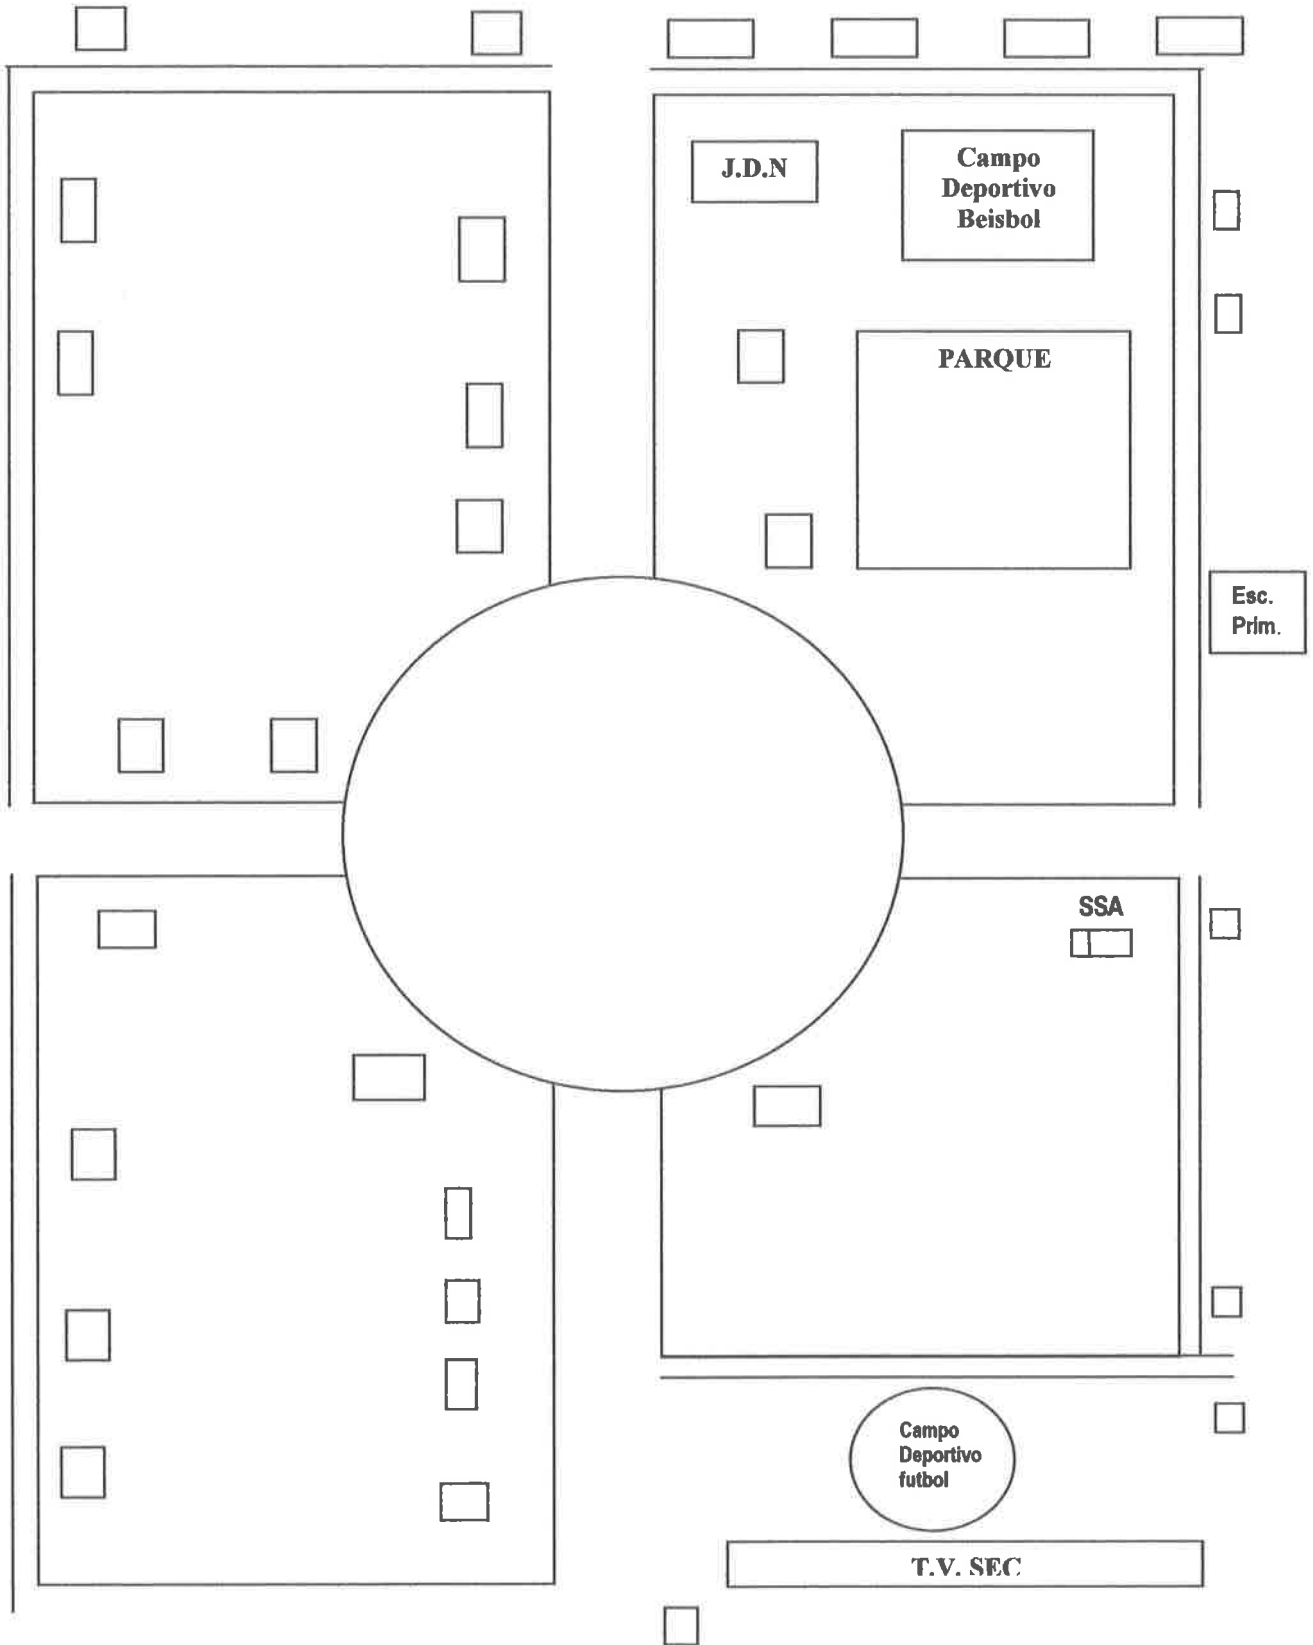 J.D.N
Campo
Deportivo
Beisbol
PARQUE
Esc.
Prim.
SSA
Campo
Deportivo
futbol
T.V. SEC